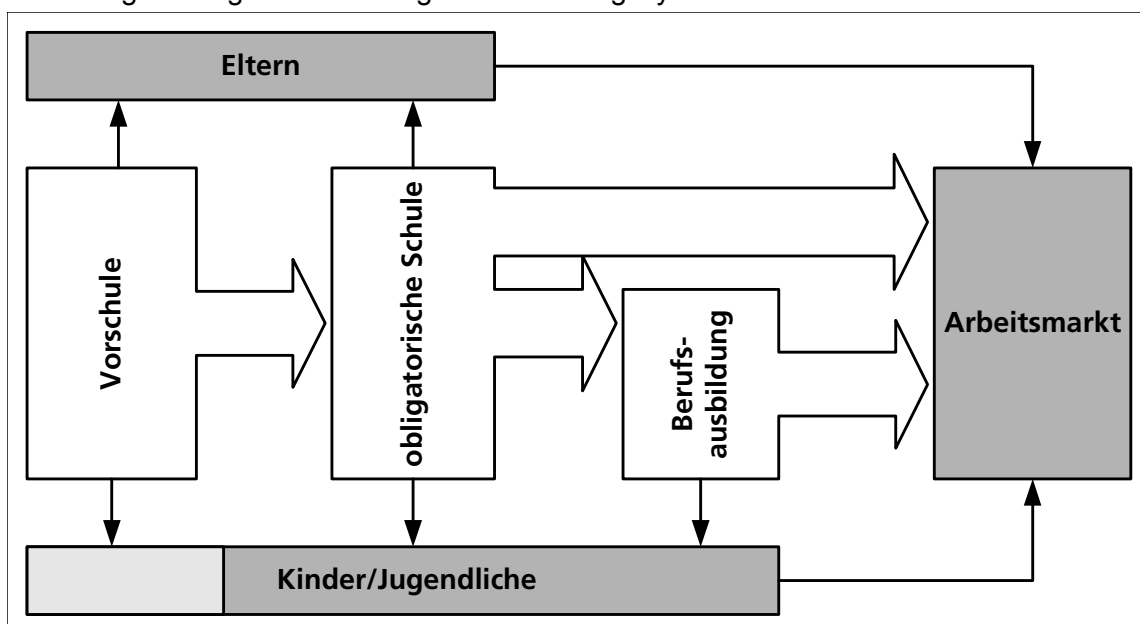 Eltern
Vorschule
obligatorische Schule
Berufs-
ausbildung
Arbeitsmarkt
Kinder/Jugendliche